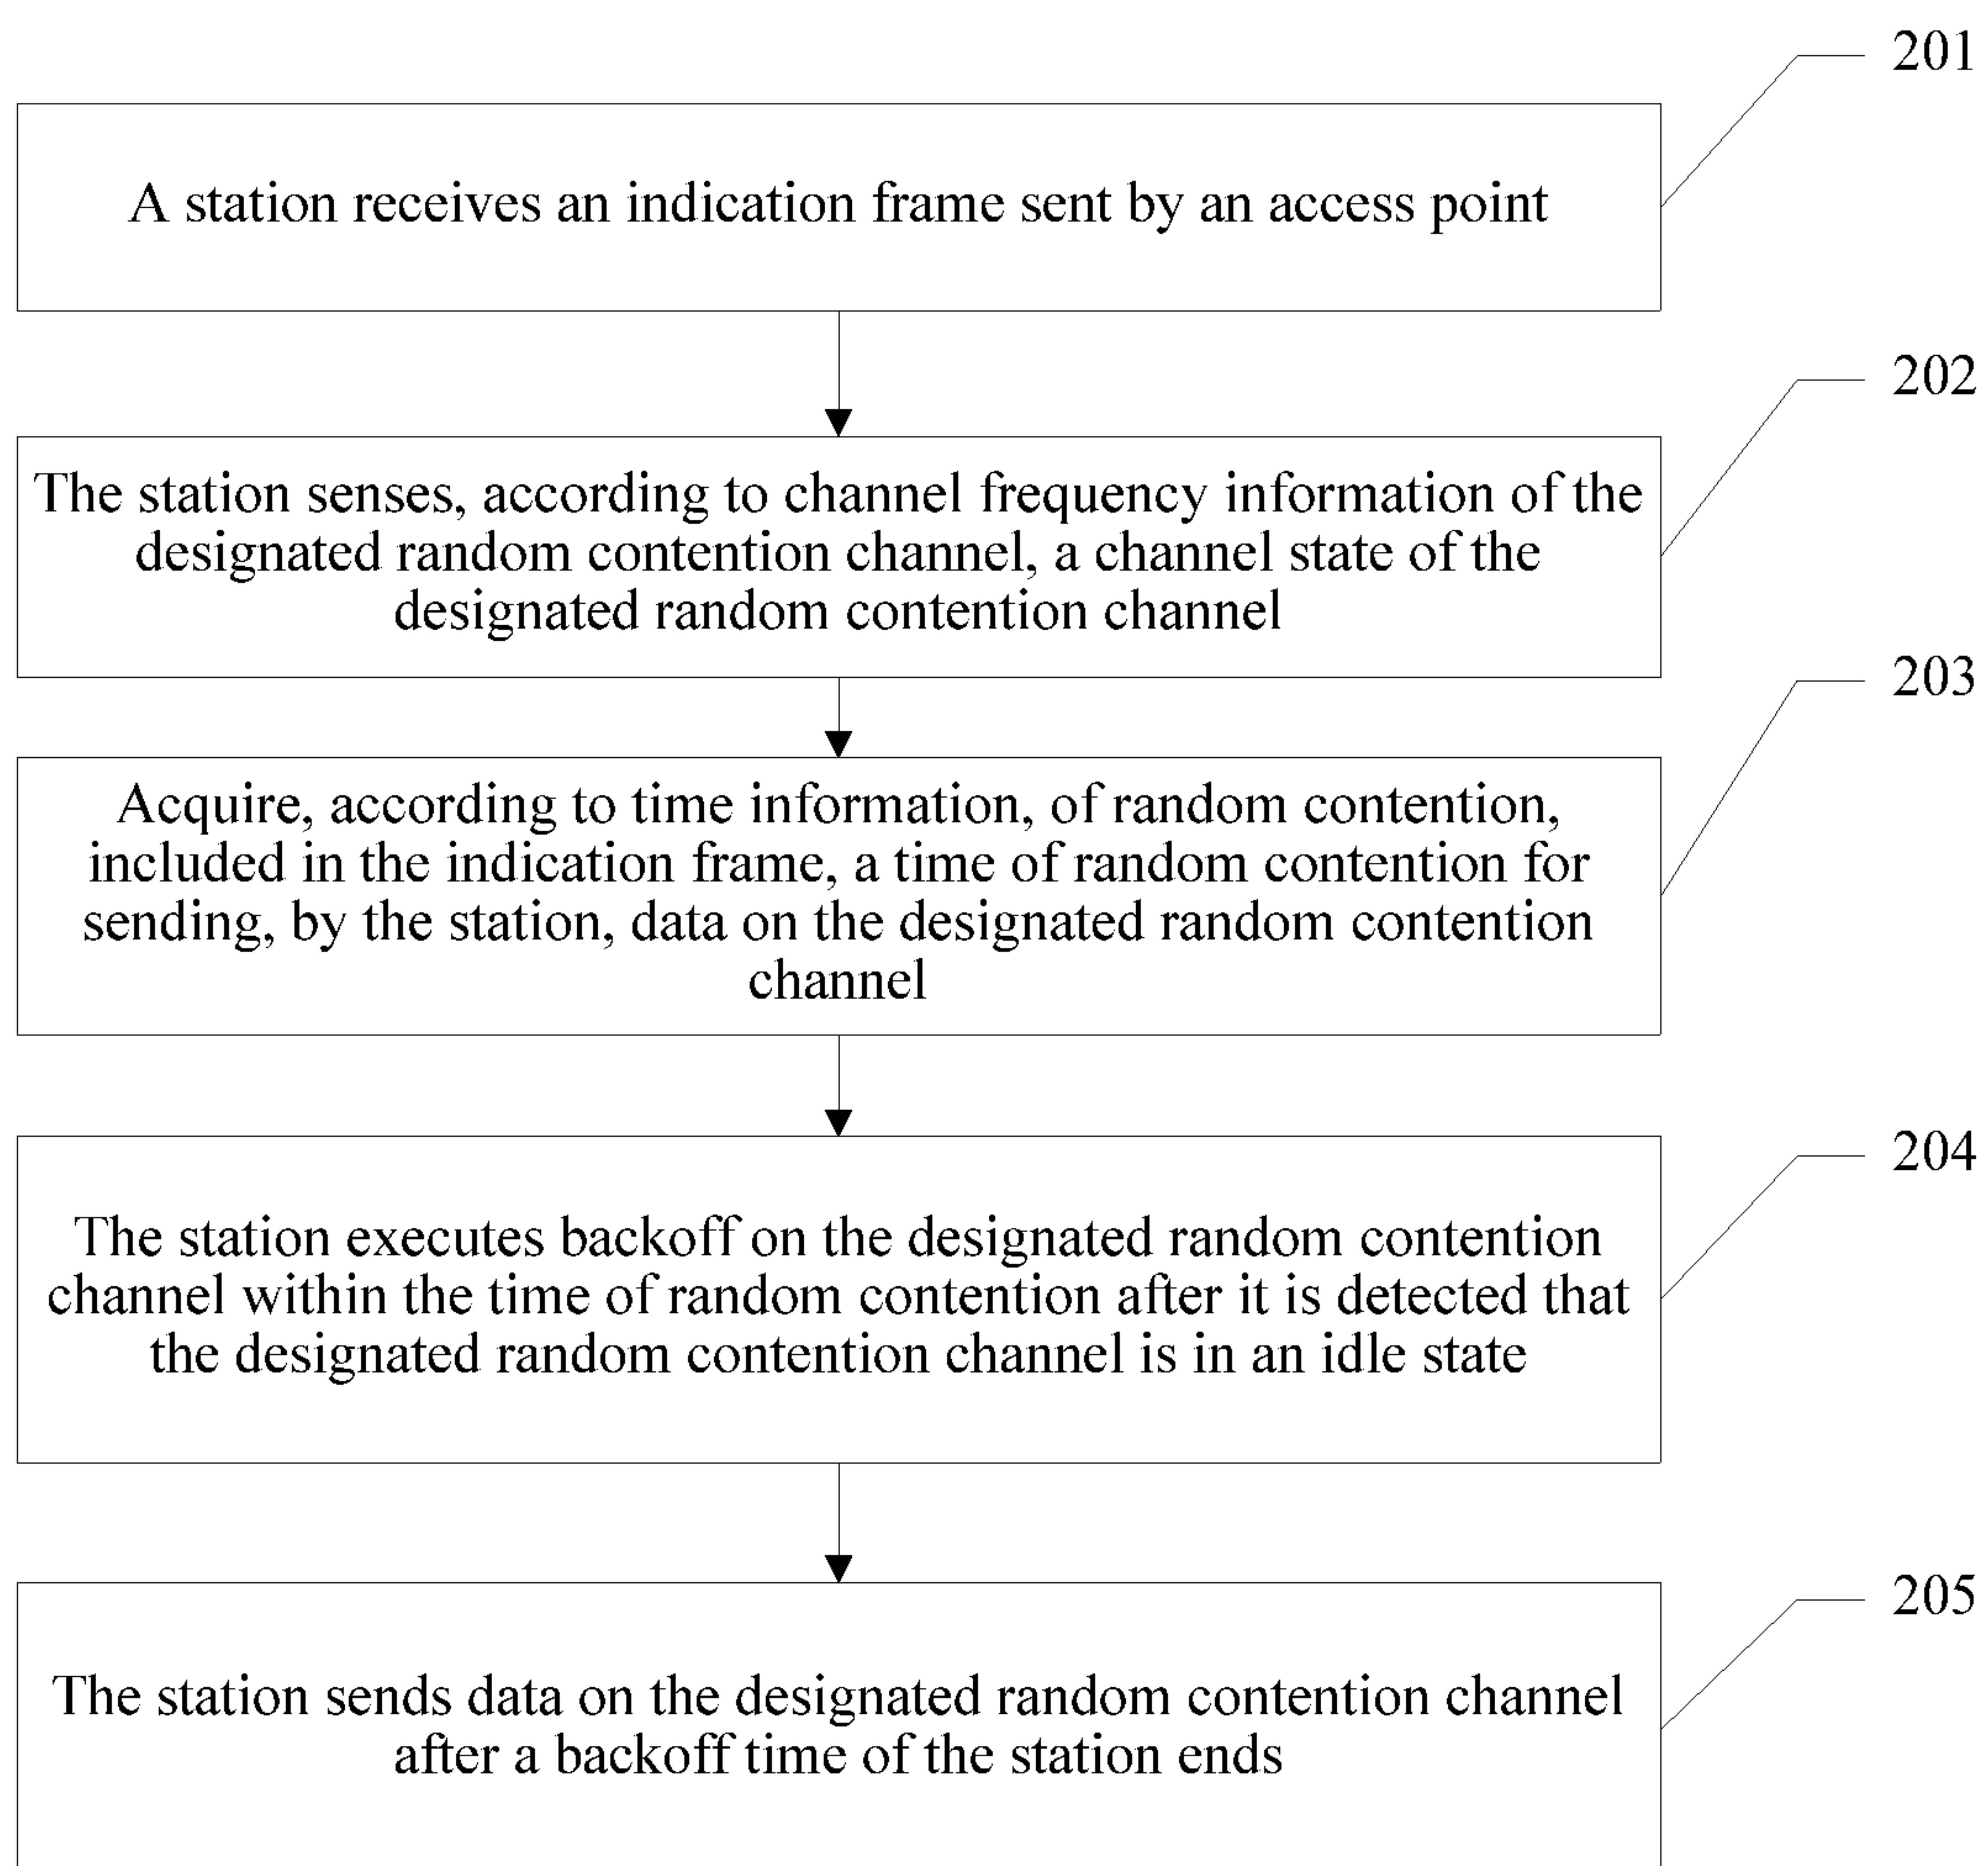 201
A station receives an indication frame sent by an access point
202
The station senses, according to channel frequency information of the
designated random contention channel, a channel state of the
designated random contention channel
203
Acquire, according to time information, of random contention,
included in the indication frame, a time of random contention for
sending, by the station, data on the designated random contention
channel
204
The station executes backoff on the designated random contention
channel within the time of random contention after it is detected that
the designated random contention channel is in an idle state
205
The station sends data on the designated random contention channel
after a backoff time of the station ends